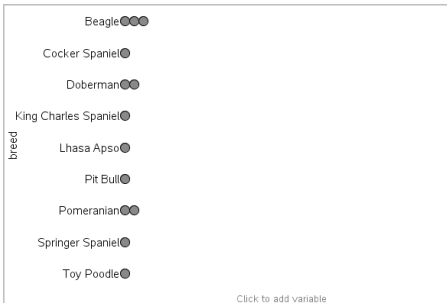 Beagle
Cocker Spaniel
Doberman
King Charles Spaniel
breed
Lhasa Apso
Pit Bull
Pomeranian
Springer Spaniel
Toy Poodle
Click to add variable